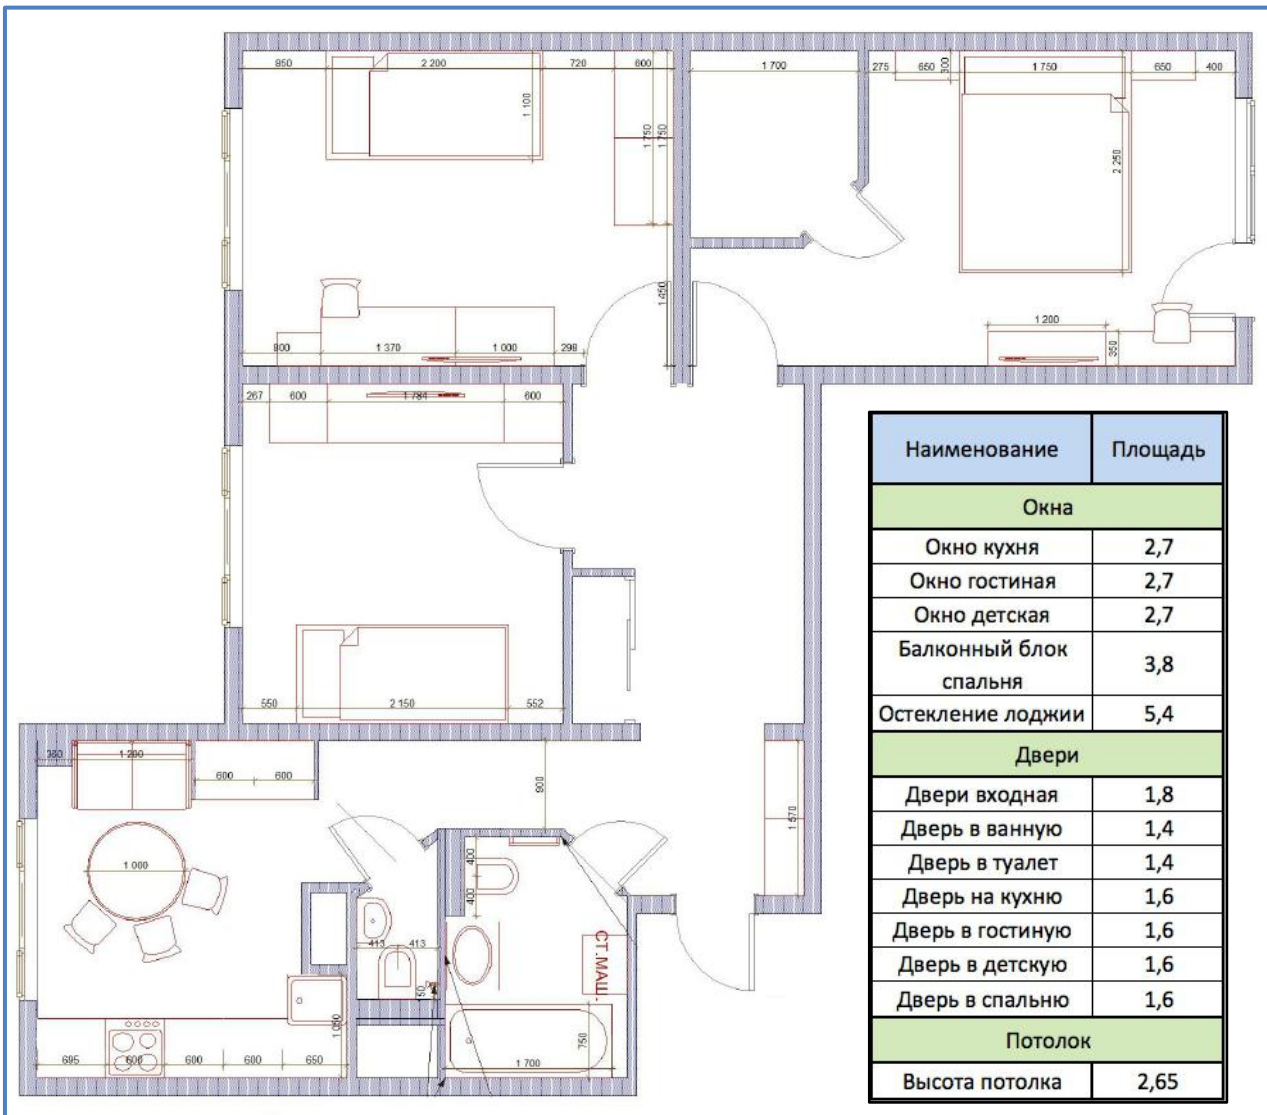 850 2 200 720 600 1 700 275 650 300 1 750 650 400
1 100 1 750 1 750
2 250
1 450
1 200
800 1 370 1 000 298 350
267 600 1 784 600
550 2 150 552
380 1 200
600 600 900
1 570
1 000
400
400
413 413
СТ.МАШ.
150
1 050 750
695 600 600 600 650 1 700
Наименование Площадь
Окна
Окно кухня 2,7
Окно гостиная 2,7
Окно детская 2,7
Балконный блок
спальня 3,8
Остекление лоджии 5,4
Двери
Двери входная 1,8
Дверь в ванную 1,4
Дверь в туалет 1,4
Дверь на кухню 1,6
Дверь в гостиную 1,6
Дверь в детскую 1,6
Дверь в спальню 1,6
Потолок
Высота потолка 2,65